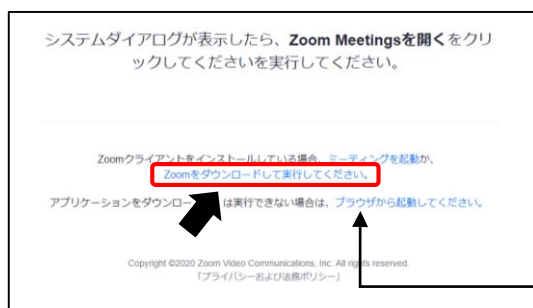 システムダイアログが表示したら、Zoom Meetingsを開くをクリ
ックしてくださいを実行してください。
Zoomクライアントをインストールしている場合、ミーティングを起動か、
Zoomをダウンロードして実行してください。
アプリケーションをダウンロー は実行できない場合は、ブラウザから起動してください。
Copyright ©2020 Zoom Video Communications, Inc. All rights reserved.
「プライバシーおよび法務ポリシー」